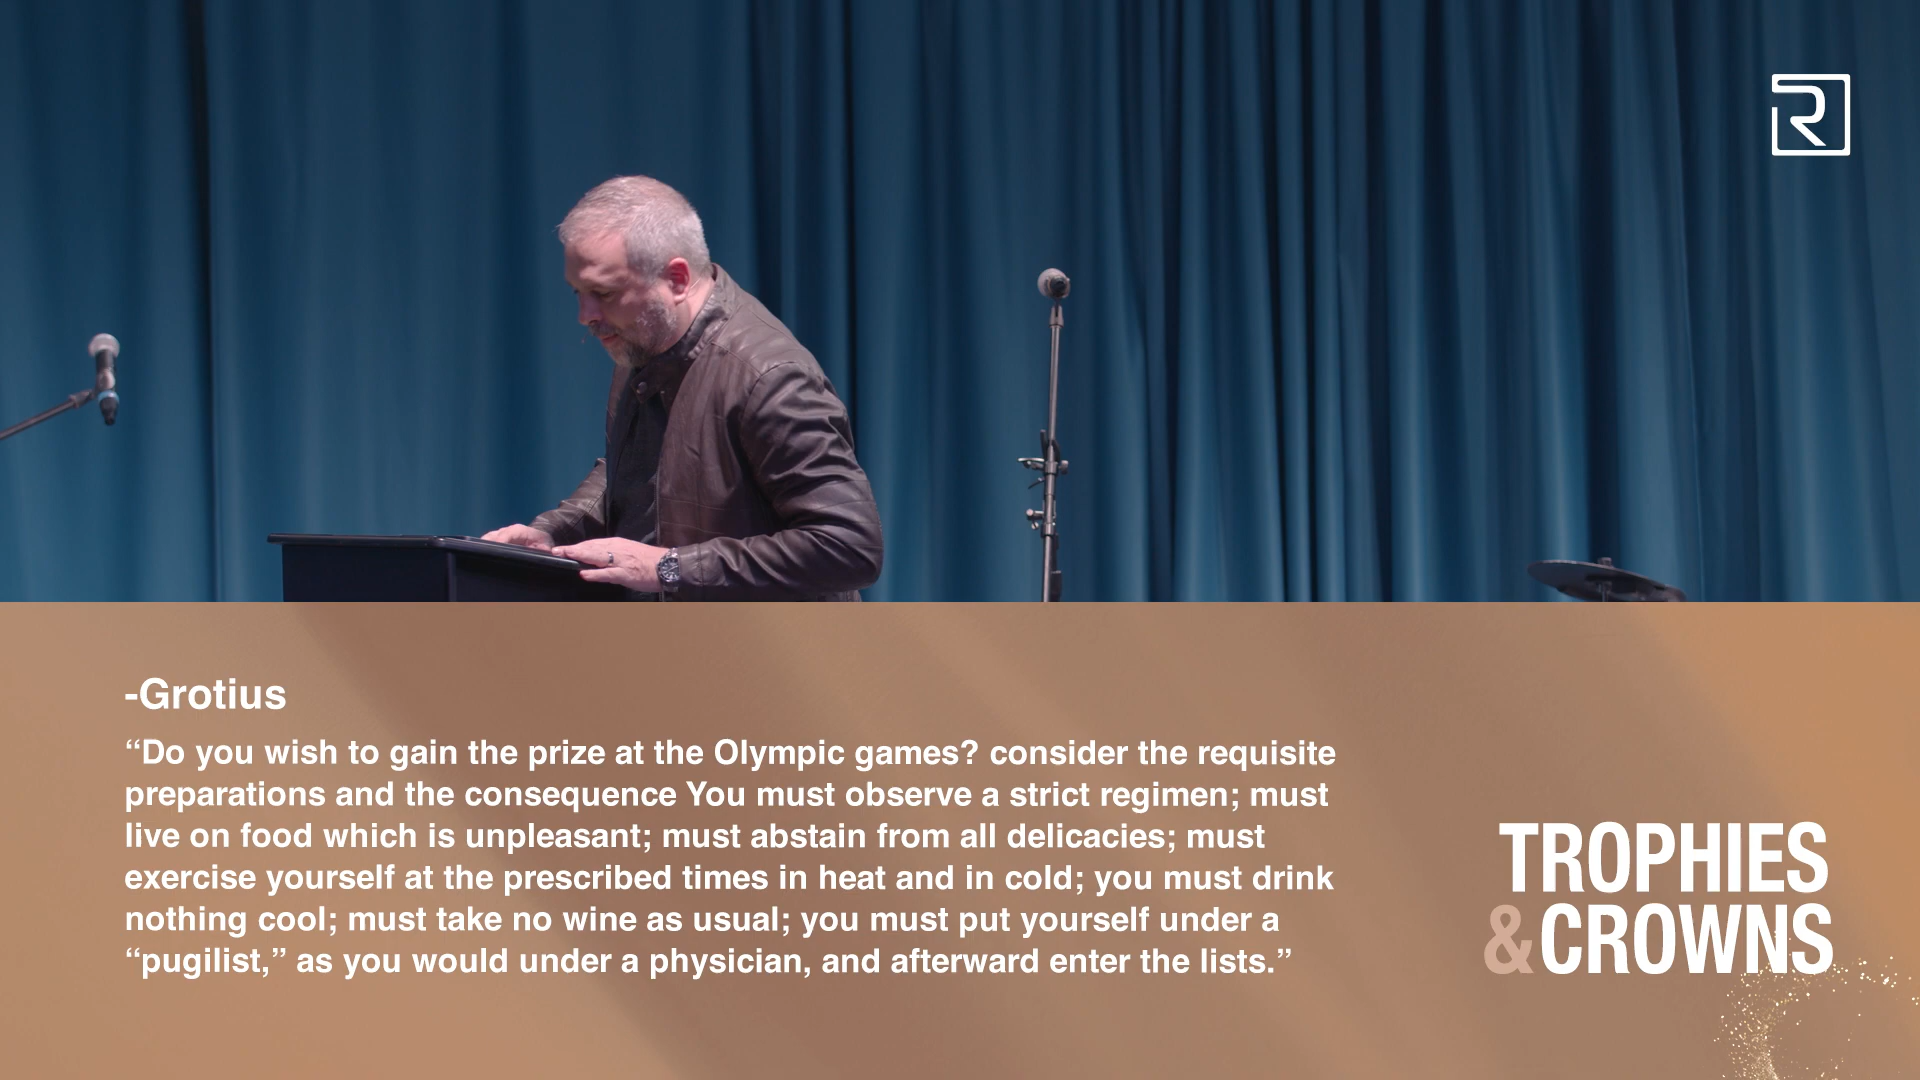 R
-Grotius
“Do you wish to gain the prize at the Olympic games? consider the requisite
preparations and the consequence You must observe a strict regimen; must
live on food which is unpleasant; must abstain from all delicacies; must
exercise yourself at the prescribed times in heat and in cold; you must drink
nothing cool; must take no wine as usual; you must put yourself under a
“pugilist,” as you would under a physician, and afterward enter the lists.”
TROPHIES
&CROWNS